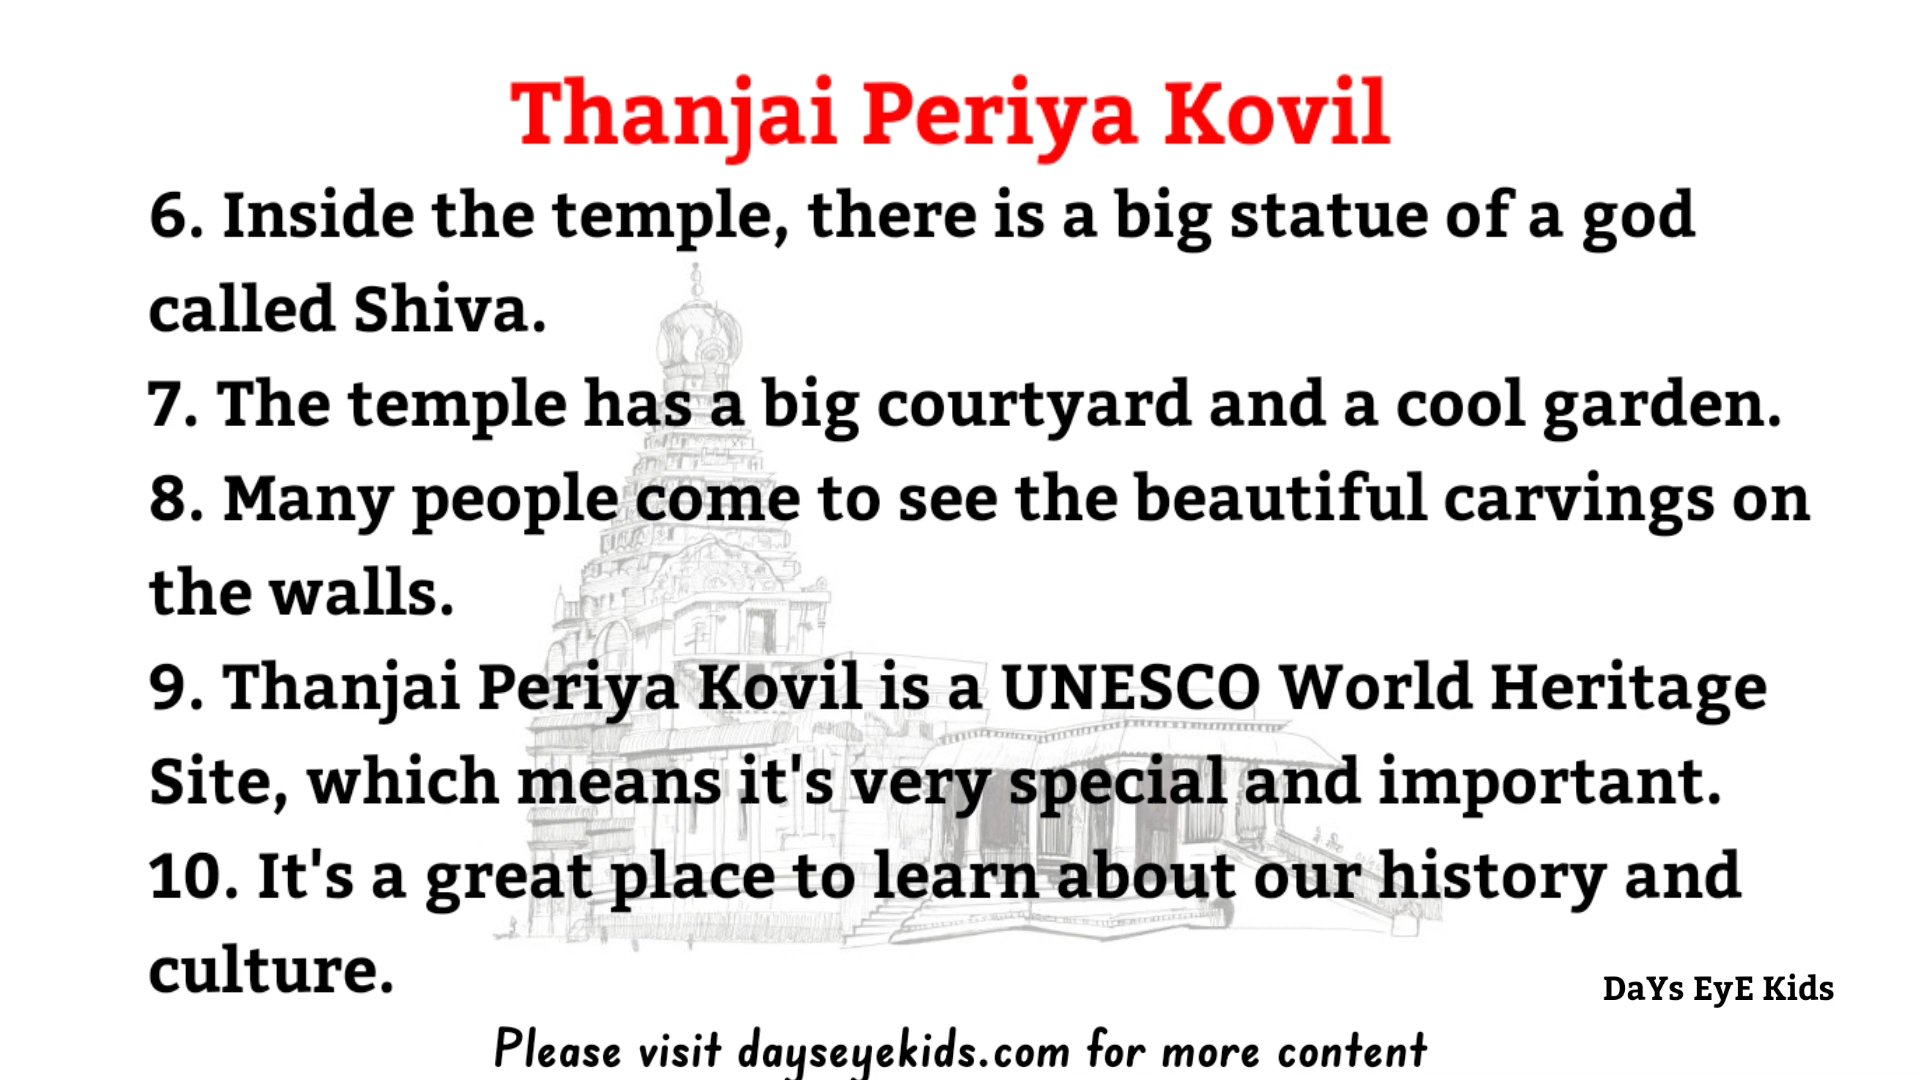 Thanjai Periya Kovil
6. Inside the temple, there is a big statue of a god
called Shiva.
7. The temple has a big courtyard and a cool garden.
8. Many people come to see the beautiful carvings on
the walls.
9. Thanjai Periya Kovil is a UNESCO World Heritage
Site, which means it's very special and important.
10. It's a great place to learn about our history and
culture.
DaYs EyE Kids
Please visit dayseyekids.com for more content